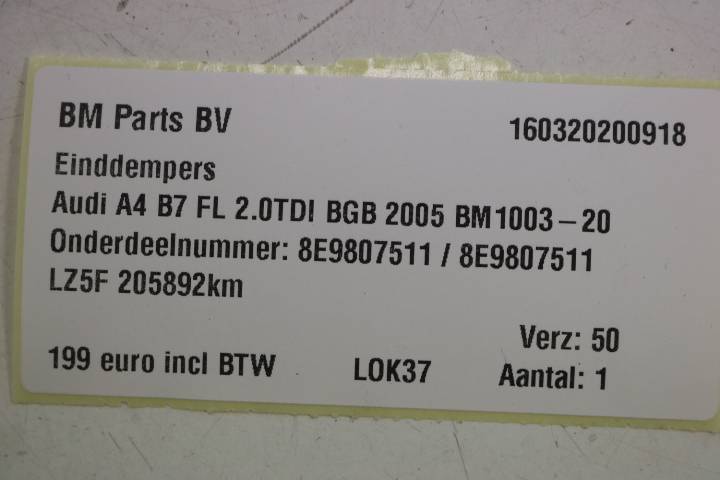 BM Parts BV 160320200918
Einddempers
Audi A4 B7 FL 2.0TDI BGB 2005 BM1003-20
Onderdeelnummer: 8E9807511 / 8E9807511
LZ5F 205892km
Verz: 50
199 euro incl BTW LOK37 Aantal: 1